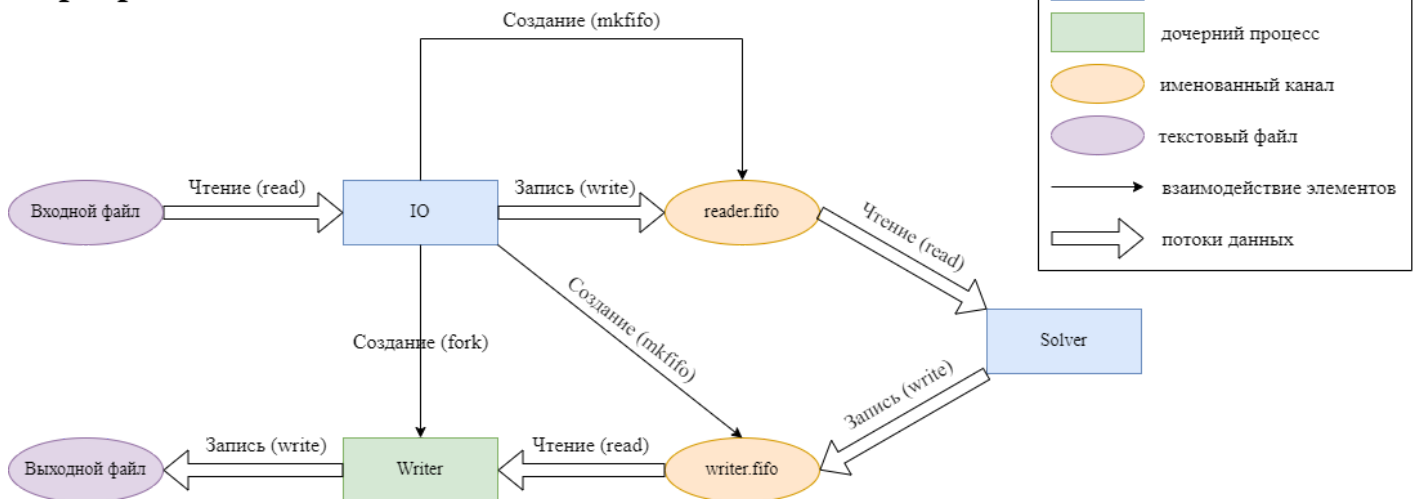 Создание (mkfifo)
дочерний процесс
именованный канал
текстовый файл
взаимодействие элементов
потоки данных
Входной файл
Чтение (read)
IO
Запись (write)
reader.fifo
Чтение (read)
Создание (fork)
Создание (mkfifo)
Solver
Запись (write)
Выходной файл
Запись (write)
Writer
Чтение (read)
writer.fifo